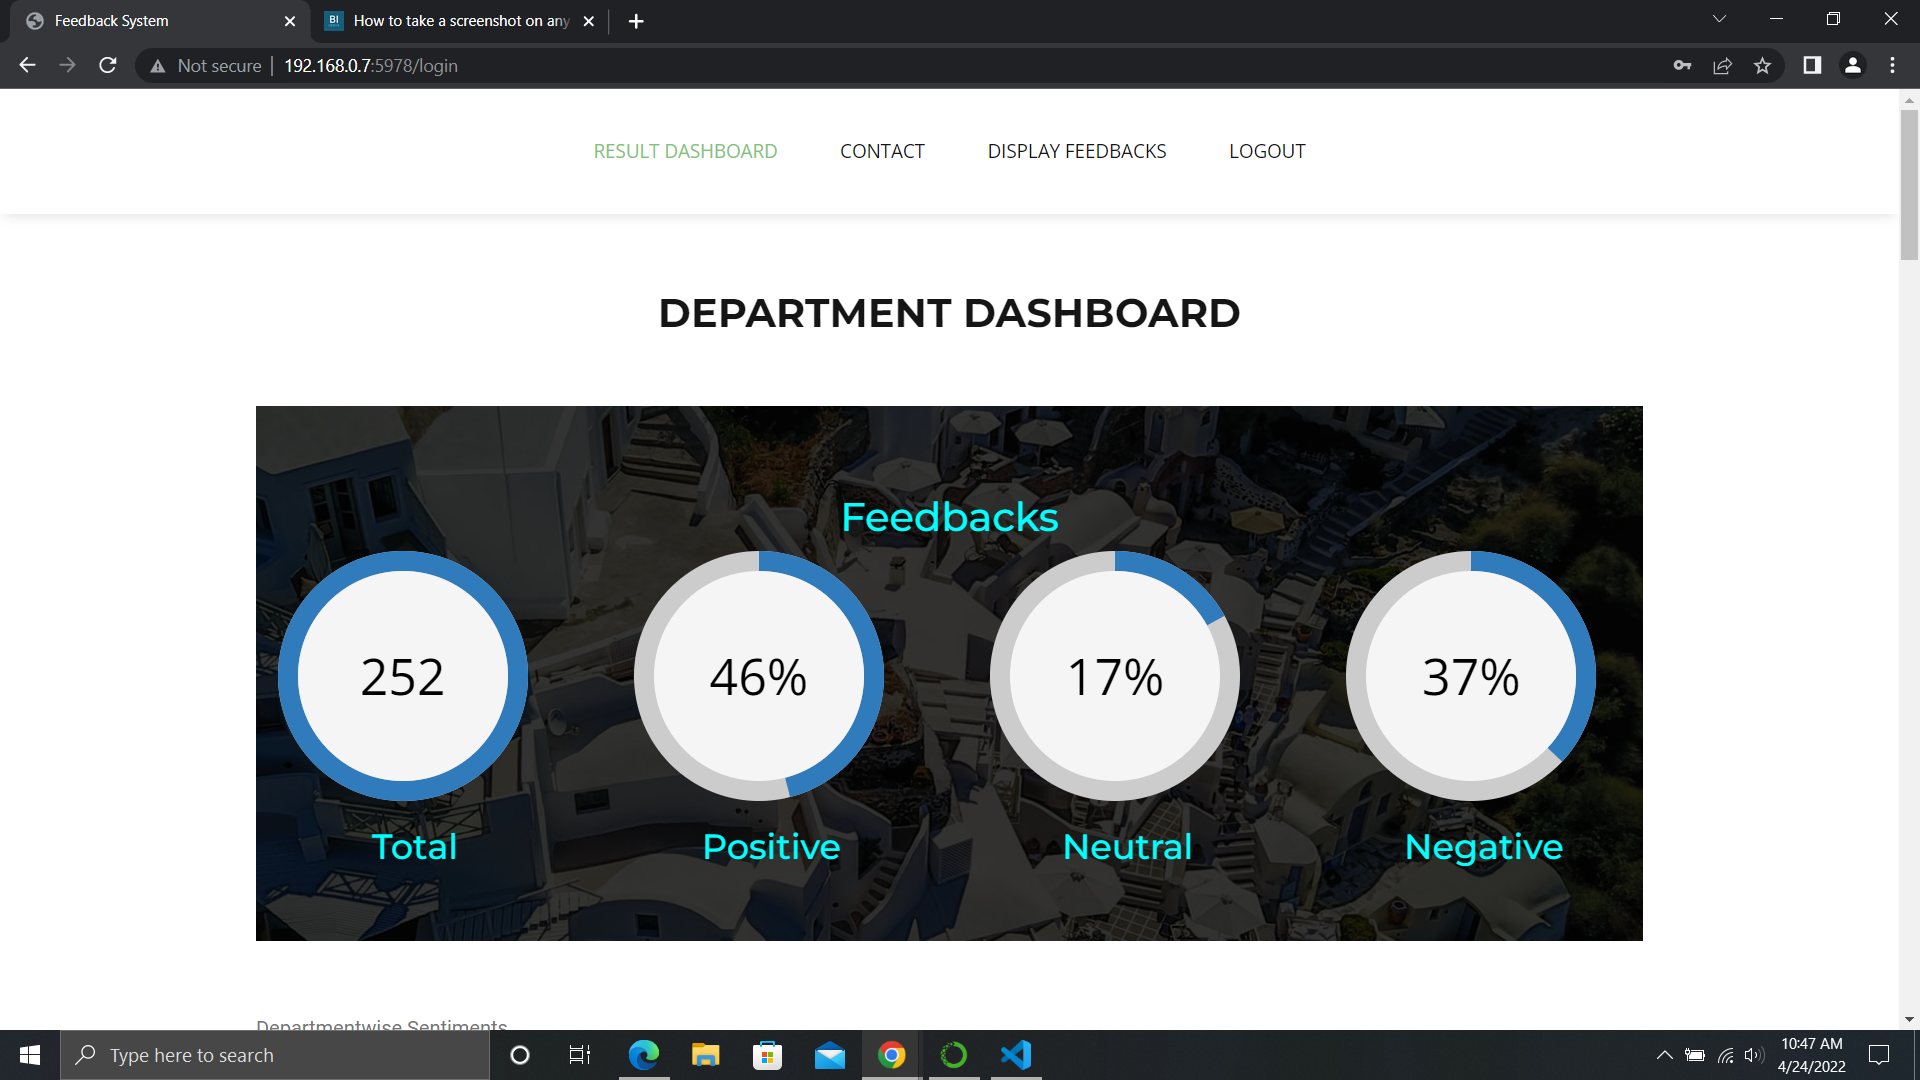 Feedback System
BI
How to take a screenshot on any
Not secure
192.168.0.7:5978/login
RESULT DASHBOARD CONTACT DISPLAY FEEDBACKS LOGOUT
DEPARTMENT DASHBOARD
Feedbacks
252 46% 17% 37%
Total Positive Neutral Negative
Departmentwise Sentiments
Type here to search
10:47 AM
4/24/2022